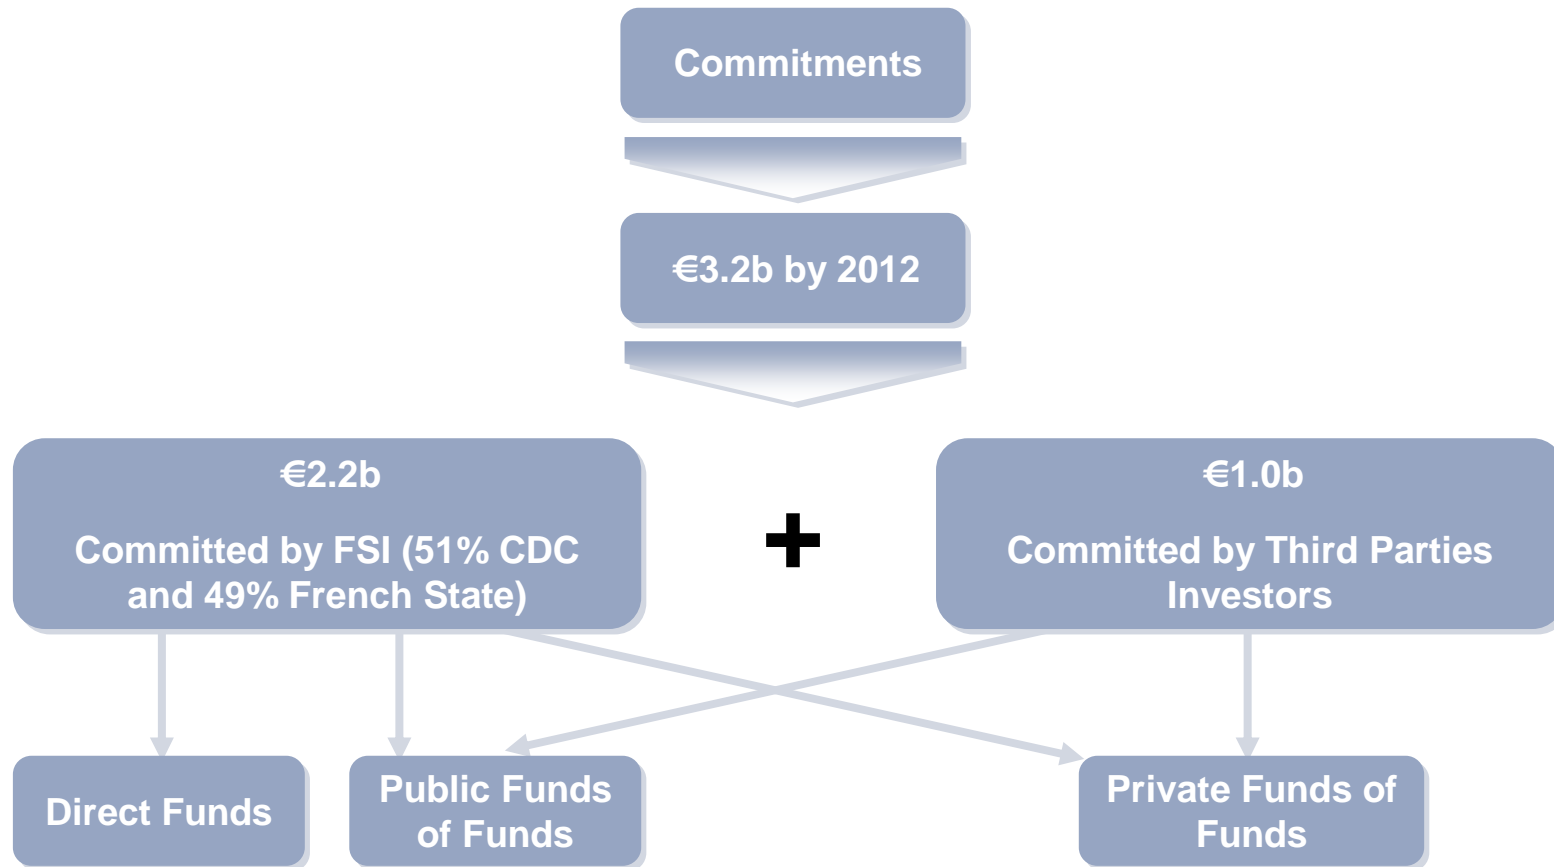 Commitments
€3.2b by 2012
€2.2b
Committed by FSI (51% CDC
and 49% French State)
+
€1.0b
Committed by Third Parties
Investors
Direct Funds
Public Funds
of Funds
Private Funds of
Funds